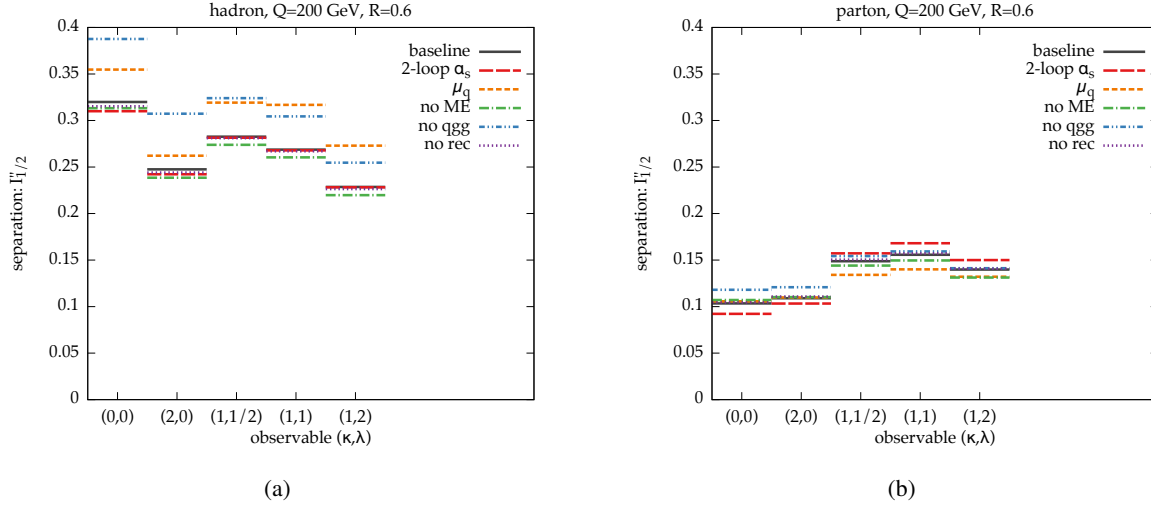 hadron, Q=200 GeV, R=0.6
separation: I''1/2
0.4
0.35
0.3
0.25
0.2
0.15
0.1
0.05
0
baseline
2-loop αs
μq
no ME
no qgg
no rec
(0,0) (2,0) (1,1/2) (1,1) (1,2)
observable (κ,λ)
(a)
parton, Q=200 GeV, R=0.6
separation: I''1/2
0.4
0.35
0.3
0.25
0.2
0.15
0.1
0.05
0
baseline
2-loop αs
μq
no ME
no qgg
no rec
(0,0) (2,0) (1,1/2) (1,1) (1,2)
observable (κ,λ)
(b)